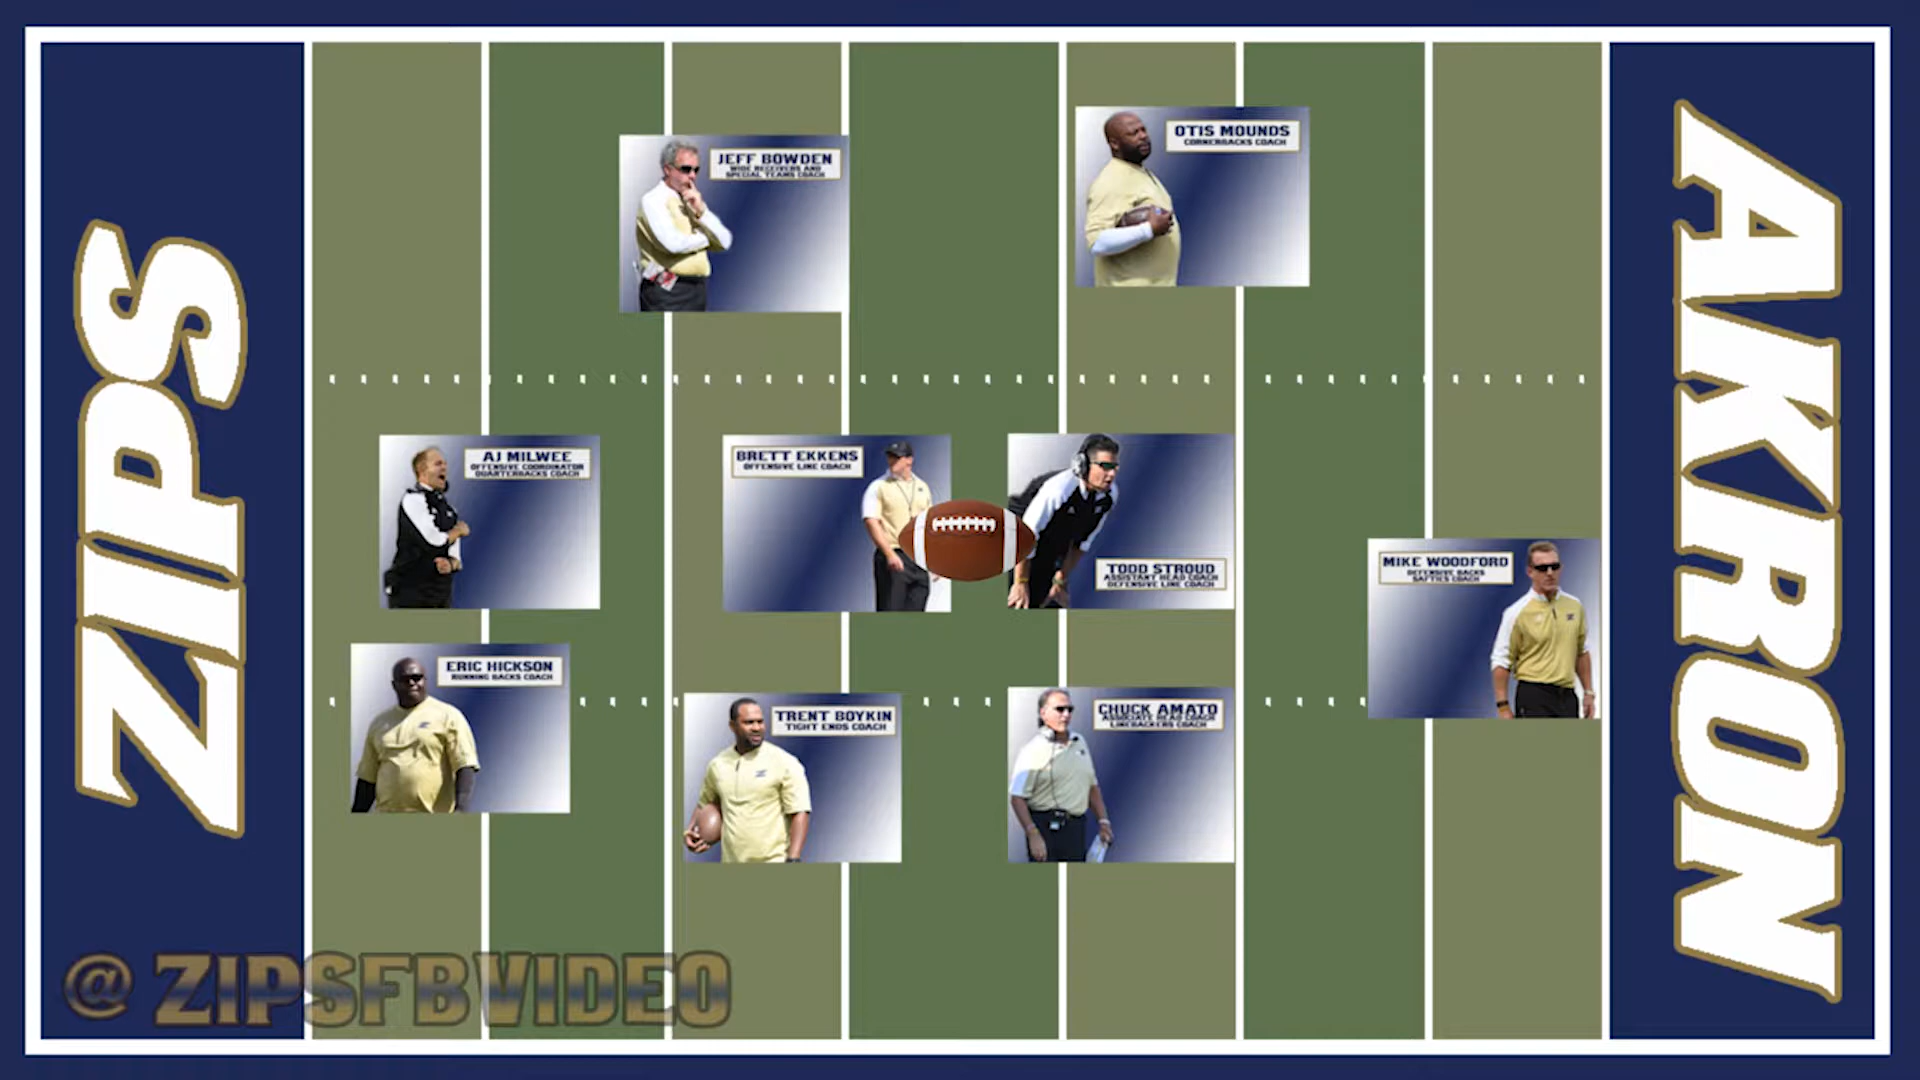 ZIPS
JEFF BOWDEN
WIDE RECEIVERS AND
SPECIAL TEAMS COACH
OTIS MOUNDS
CORNERBACKS COACH
AJ MILWEE
OFFENSIVE COORDINATOR
QUARTERBACKS COACH
BRETT EKKENS
OFFENSIVE LINE COACH
TODD STROUD
ASSISTANT HEAD COACH
DEFENSIVE LINE COACH
MIKE WOODFORD
DEFENSIVE BACKS
SAFTIES COACH
ERIC HICKSON
RUNNING BACKS COACH
TRENT BOYKIN
TIGHT ENDS COACH
CHUCK AMATO
ASSOCIATE HEAD COACH
LINEBACKERS COACH
AKRON
@ ZIPSFBVIDEO